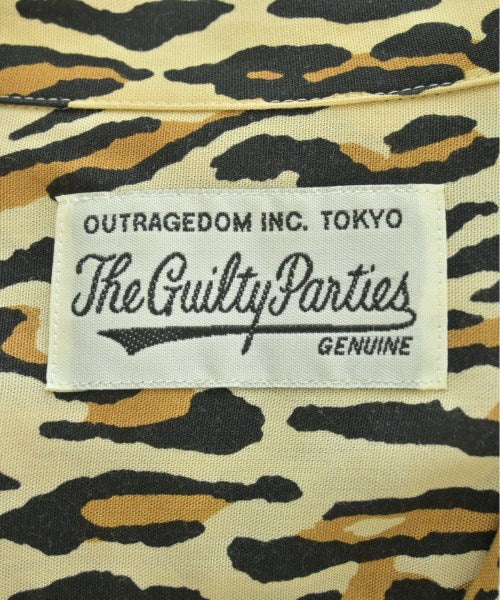 OUTRAGEDOM INC. TOKYO
The Guilty Parties
GENUINE